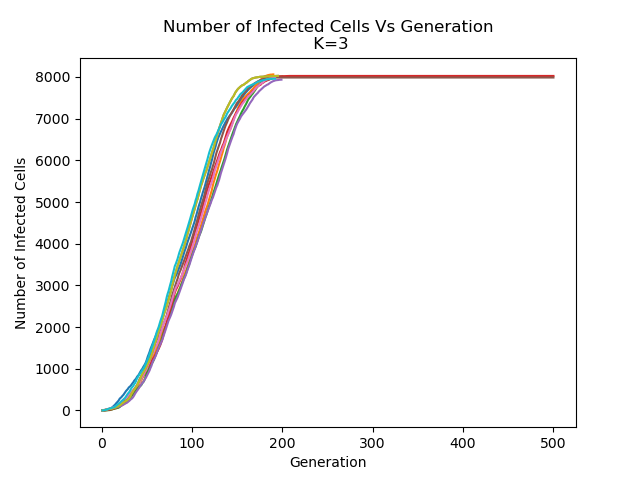 Number of Infected Cells Vs Generation
K=3
Number of Infected Cells
8000
7000
6000
5000
4000
3000
2000
1000
0
0 100 200 300 400 500
Generation